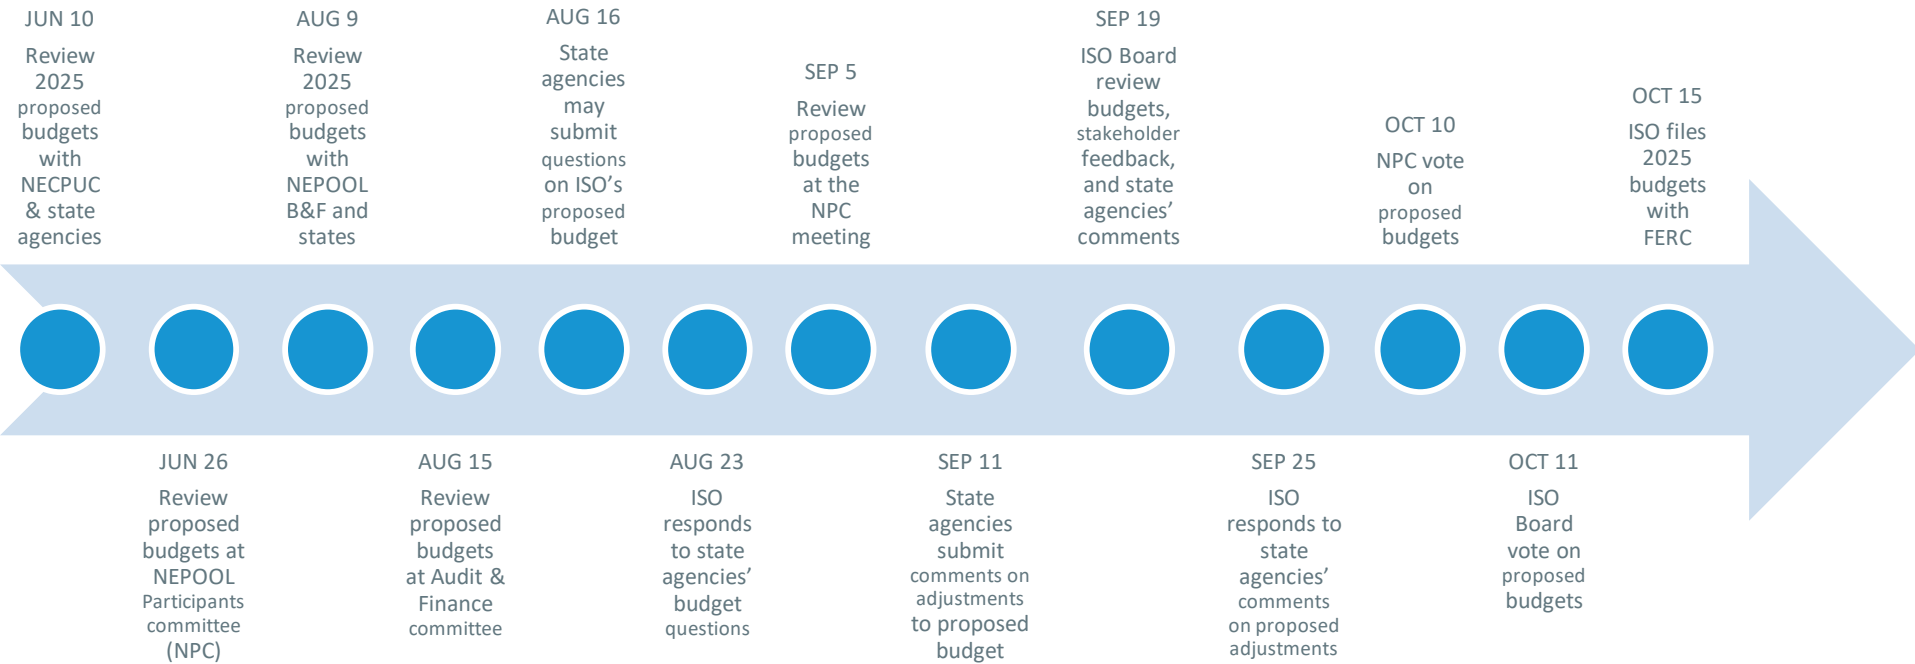 JUN 10
Review
2025
proposed
budgets
with
NECPUC
& state
agencies
AUG 9
Review
2025
proposed
budgets
with
NEPOOL
B&F and
states
AUG 16
State
agencies
may
submit
questions
on ISO's
proposed
budget
SEP 5
Review
proposed
budgets
at the
NPC
meeting
SEP 19
ISO Board
review
budgets,
stakeholder
feedback,
and state
agencies'
comments
OCT 10
NPC vote
on
proposed
budgets
OCT 15
ISO files
2025
budgets
with
FERC
JUN 26
Review
proposed
budgets at
NEPOOL
Participants
committee
(NPC)
AUG 15
Review
proposed
budgets
at Audit &
Finance
committee
AUG 23
ISO
responds
to state
agencies'
budget
questions
SEP 11
State
agencies
submit
comments on
adjustments
to proposed
budget
SEP 25
ISO
responds to
state
agencies'
comments
on proposed
adjustments
OCT 11
ISO
Board
vote on
proposed
budgets